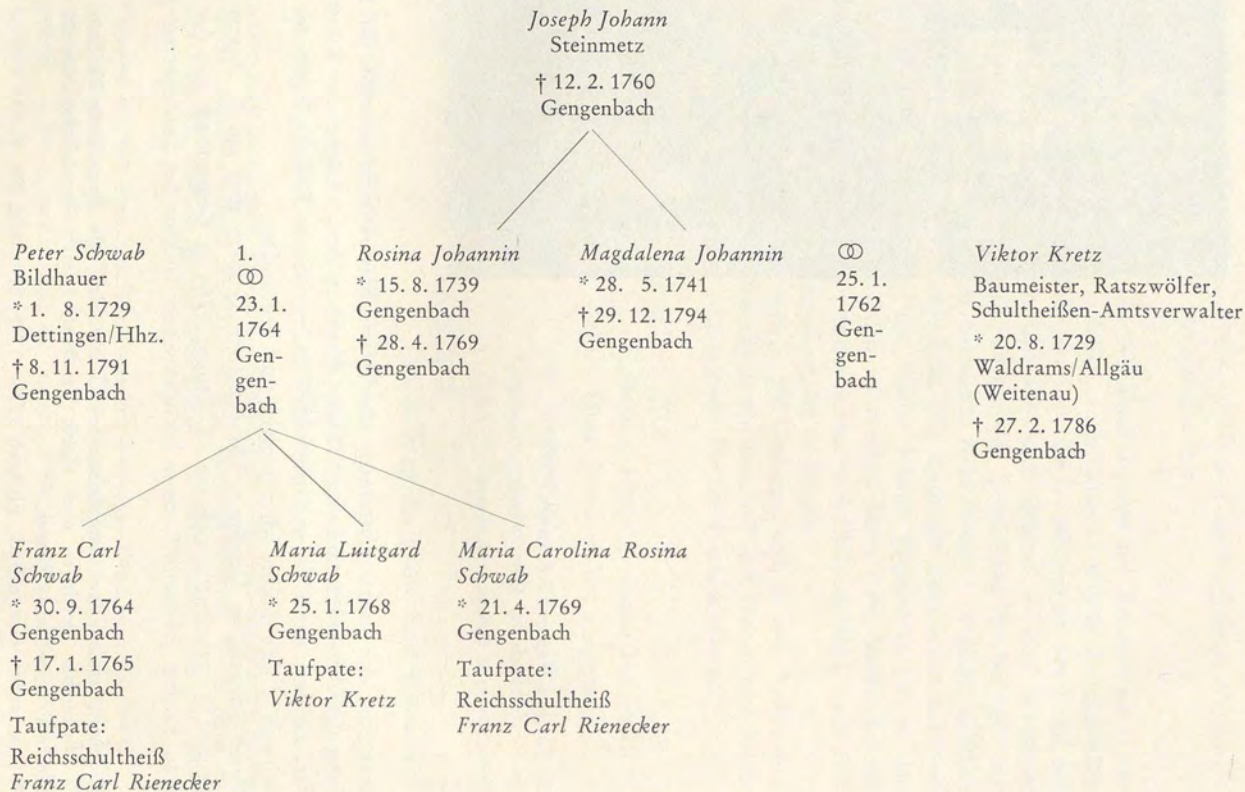 Joseph Johann
Steinmetz
† 12. 2. 1760
Gengenbach
Peter Schwab
Bildhauer
* 1. 8. 1729
Dettingen/Hhz.
† 8. 11. 1791
Gengenbach
1.
⚭
23. 1.
1764
Gen-
gen-
bach
Rosina Johannin
* 15. 8. 1739
Gengenbach
† 28. 4. 1769
Gengenbach
Magdalena Johannin
* 28. 5. 1741
† 29. 12. 1794
Gengenbach
⚭
25. 1.
1762
Gen-
gen-
bach
Viktor Kretz
Baumeister, Ratszwölfer,
Schultheißen-Amtsverwalter
* 20. 8. 1729
Waldrams/Allgäu
(Weitenau)
† 27. 2. 1786
Gengenbach
Franz Carl
Schwab
* 30. 9. 1764
Gengenbach
† 17. 1. 1765
Gengenbach
Taufpate:
Reichsschultheiß
Franz Carl Rienecker
Maria Luitgard
Schwab
* 25. 1. 1768
Gengenbach
Taufpate:
Viktor Kretz
Maria Carolina Rosina
Schwab
* 21. 4. 1769
Gengenbach
Taufpate:
Reichsschultheiß
Franz Carl Rienecker